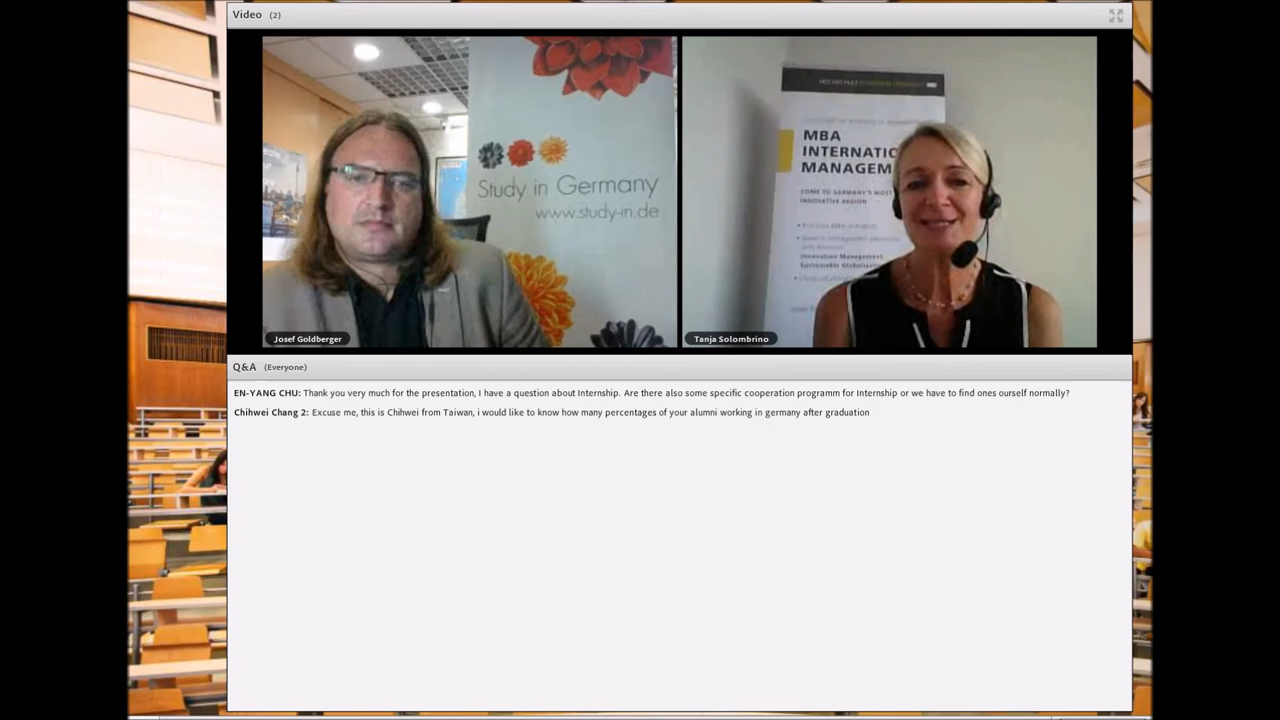 Video (2)
Study in Germany
www.study-in.de
Josef Goldberger
MBA
INTERNATIO
MANAGEM
COME TO GERMANY'S MOST
INNOVATIVE REGION
Tanja Solombrino
Q&A (Everyone)
EN-YANG CHU: Thank you very much for the presentation, I have a question about Internship. Are there also some specific cooperation programm for Internship or we have to find ones ourself normally?
Chihwei Chang 2: Excuse me, this is Chihwei from Taiwan, i would like to know how many percentages of your alumni working in germany after graduation